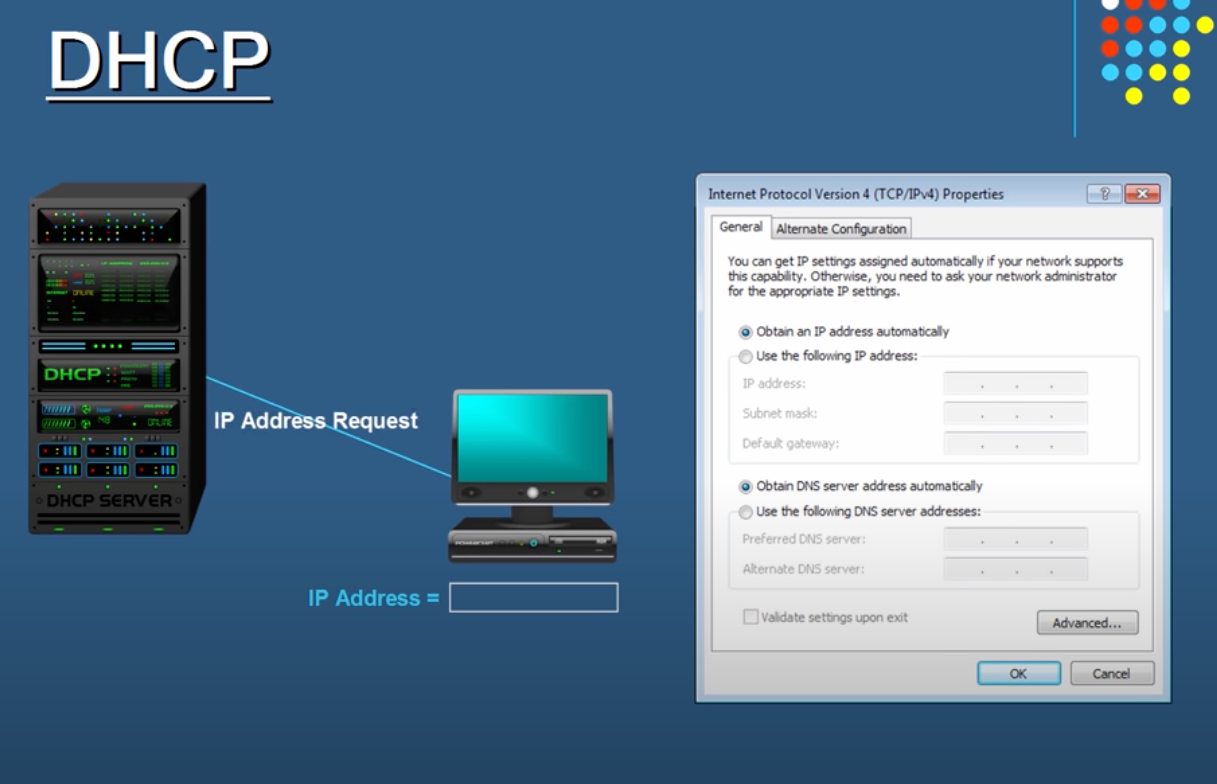 DHCP
DHCP
DHCP SERVER
IP Address Request
IP Address =
Internet Protocol Version 4 (TCP/IPv4) Properties
General
Alternate Configuration
You can get IP settings assigned automatically if your network supports
this capability. Otherwise, you need to ask your network administrator
for the appropriate IP settings.
Obtain an IP address automatically
Use the following IP address:
IP address:
Subnet mask:
Default gateway:
Obtain DNS server address automatically
Use the following DNS server addresses:
Preferred DNS server:
Alternate DNS server:
Validate settings upon exit
Advanced...
OK
Cancel